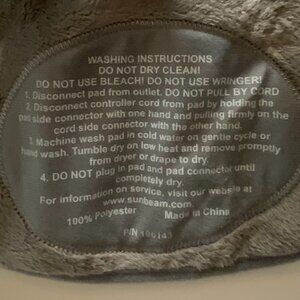 WASHING INSTRUCTIONS
DO NOT DRY CLEAN!
DO NOT USE BLEACH! DO NOT USE WRINGER!
1. Disconnect pad from outlet. DO NOT PULL BY CORD
2. Disconnect controller cord from pad by holding the
pad side connector with one hand and pulling firmly on the
cord side connector with the other hand.
3. Machine wash pad in cold water on gentle cycle or
hand wash. Tumble dry on low heat and remove promptly
from dryer or drape to dry.
4. DO NOT plug in pad and pad connector until
completely dry.
For information on service, visit our website at
www.sunbeam.com
100% Polyester Made in China
P/N 196143